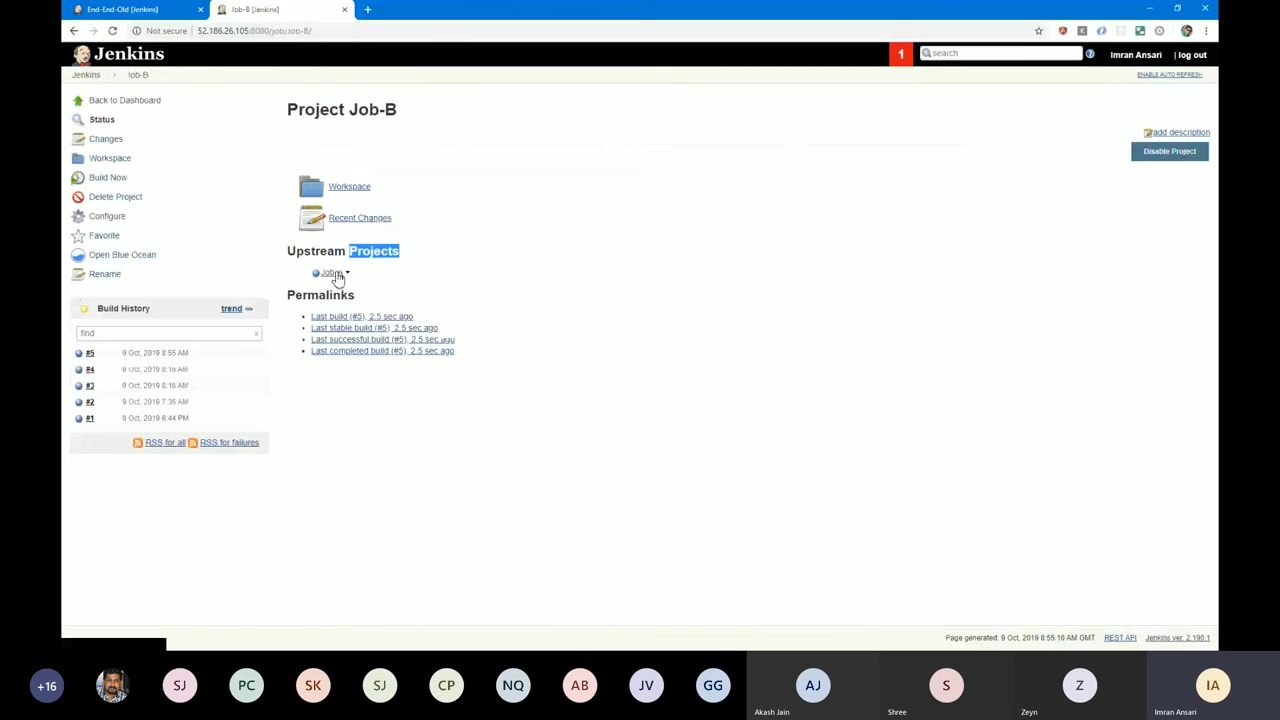 End-End-Old [Jenkins]
Job-B [Jenkins]
Not secure
52.186.26.105:8080/job/Job-B/
Jenkins
1
search
Imran Ansari
| log out
Jenkins
Job-B
ENABLE AUTO REFRESH
Back to Dashboard
Status
Changes
Workspace
Build Now
Delete Project
Configure
Favorite
Open Blue Ocean
Rename
Project Job-B
add description
Disable Project
Workspace
Recent Changes
Upstream Projects
Permalinks
Last build (#5), 2.5 sec ago
Last stable build (#5), 2.5 sec ago
Last successful build (#5), 2.5 sec ago
Last completed build (#5), 2.5 sec ago
Build History
trend
find
x
#5 9 Oct, 2019 8:55 AM
#4 9 Oct, 2019 8:16 AM
#3 9 Oct, 2019 8:16 AM
#2 9 Oct, 2019 7:36 AM
#1 8 Oct, 2019 6:44 PM
RSS for all
RSS for failures
Page generated: 9 Oct, 2019 8:55:10 AM GMT
REST API
Jenkins ver. 2.190.1
+16
SJ
PC
SK
SJ
CP
NQ
AB
JV
GG
AJ
Akash Jain
S
Shree
Z
Zeyn
IA
Imran Ansari